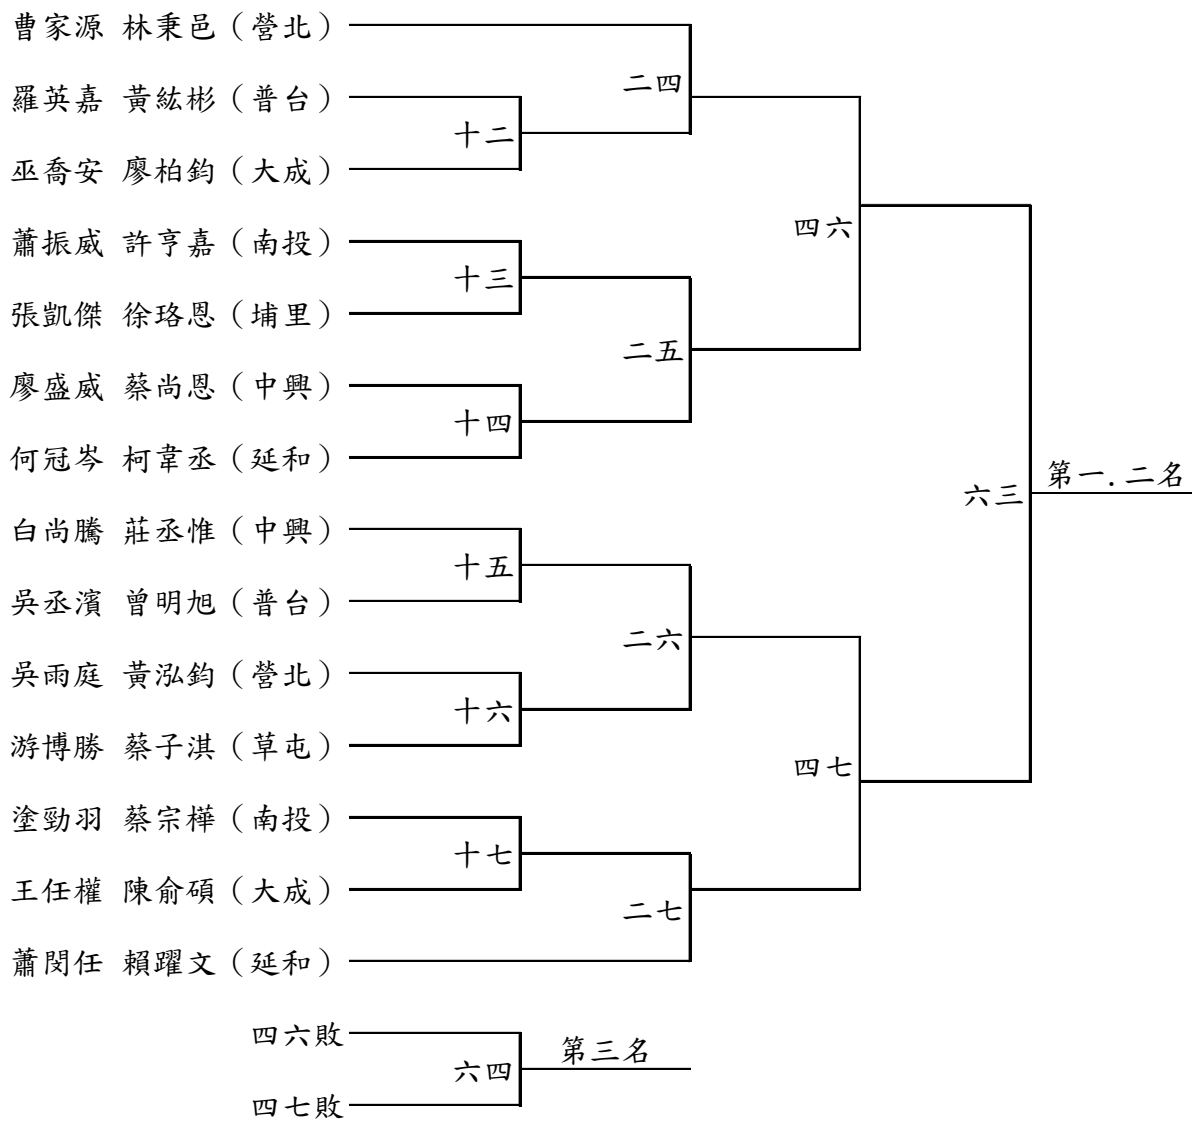 曹家源 林秉邑（營北）
二四
羅英嘉 黃紘彬（普台）
十二
巫喬安 廖柏鈞（大成）
四六
蕭振威 許亨嘉（南投）
十三
張凱傑 徐珞恩（埔里）
二五
廖盛威 蔡尚恩（中興）
十四
何冠岑 柯韋丞（延和）
六三
第一.二名
白尚騰 莊丞惟（中興）
十五
吳丞濱 曾明旭（普台）
二六
吳雨庭 黃泓鈞（營北）
十六
游博勝 蔡子淇（草屯）
四七
塗勁羽 蔡宗樺（南投）
十七
王任權 陳俞碩（大成）
二七
蕭閔任 賴躍文（延和）
四六敗
六四
第三名
四七敗